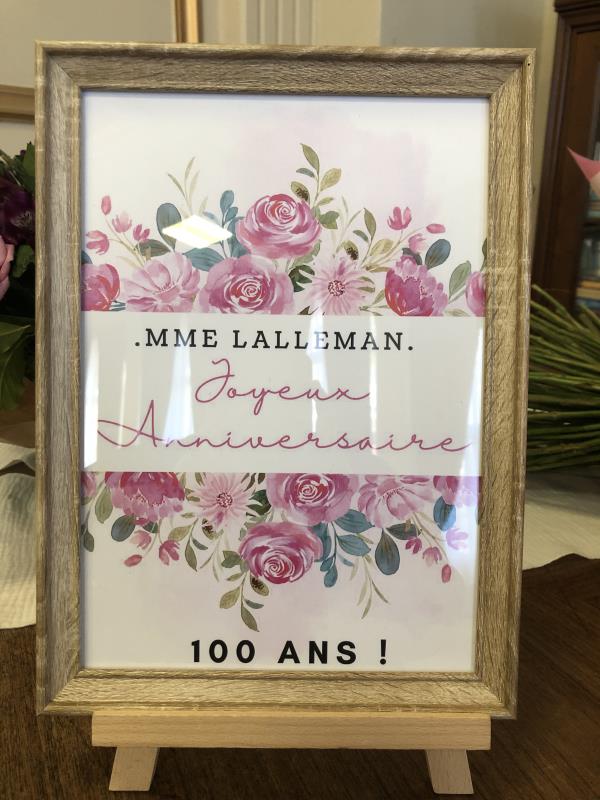 .MME LALLEMAN.
Joyeux
Anniversaire
100 ANS !